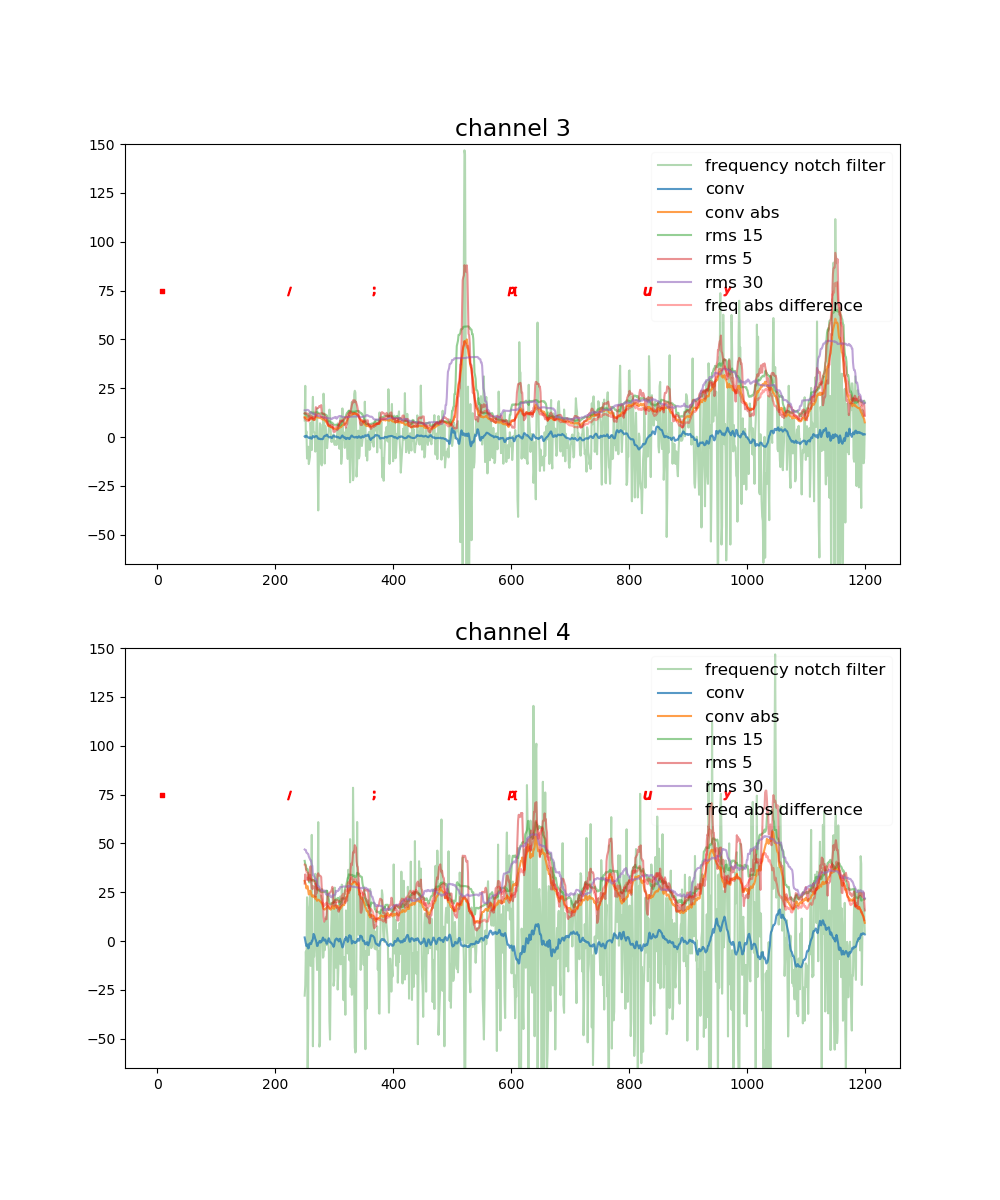 channel 3
150
125
100
75
50
25
0
−25
−50
. / ; p ( u y
frequency notch filter
conv
conv abs
rms 15
rms 5
rms 30
freq abs difference
0 200 400 600 800 1000 1200
channel 4
150
125
100
75
50
25
0
−25
−50
. / ; p ( u y
frequency notch filter
conv
conv abs
rms 15
rms 5
rms 30
freq abs difference
0 200 400 600 800 1000 1200